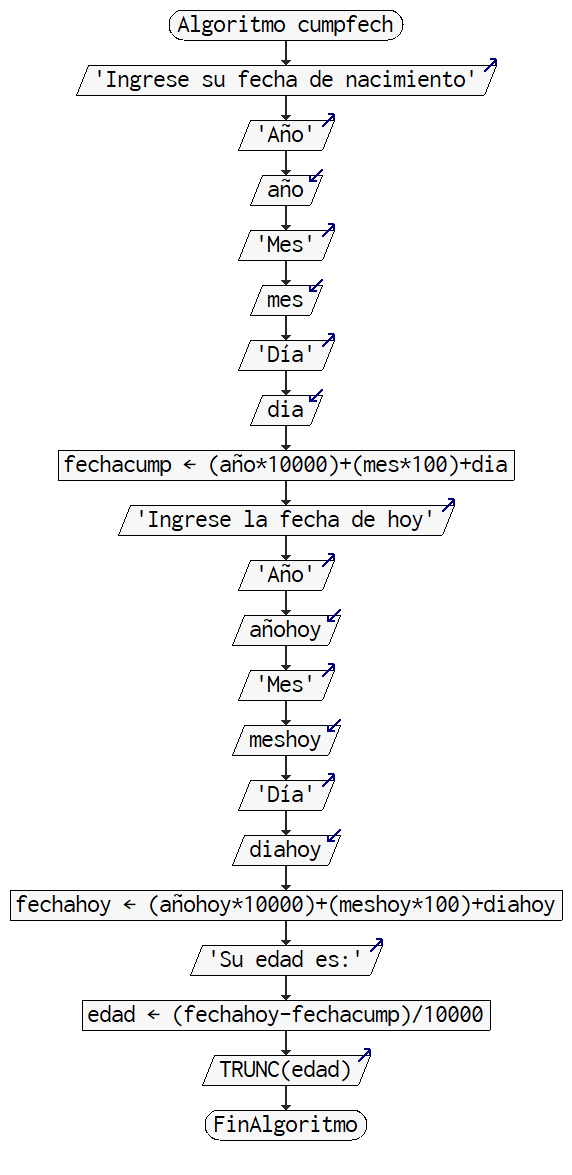 Algoritmo cumpfech
'Ingrese su fecha de nacimiento'
'Año'
año
'Mes'
mes
'Día'
dia
fechacump ← (año*10000)+(mes*100)+dia
'Ingrese la fecha de hoy'
'Año'
añohoy
'Mes'
meshoy
'Día'
diahoy
fechahoy ← (añohoy*10000)+(meshoy*100)+diahoy
'Su edad es:'
edad ← (fechahoy-fechacump)/10000
TRUNC(edad)
FinAlgoritmo